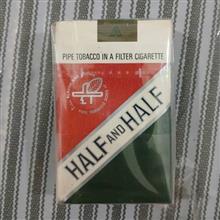 PIPE TOBACCO IN A FILTER CIGARETTE
HALF AND HALF